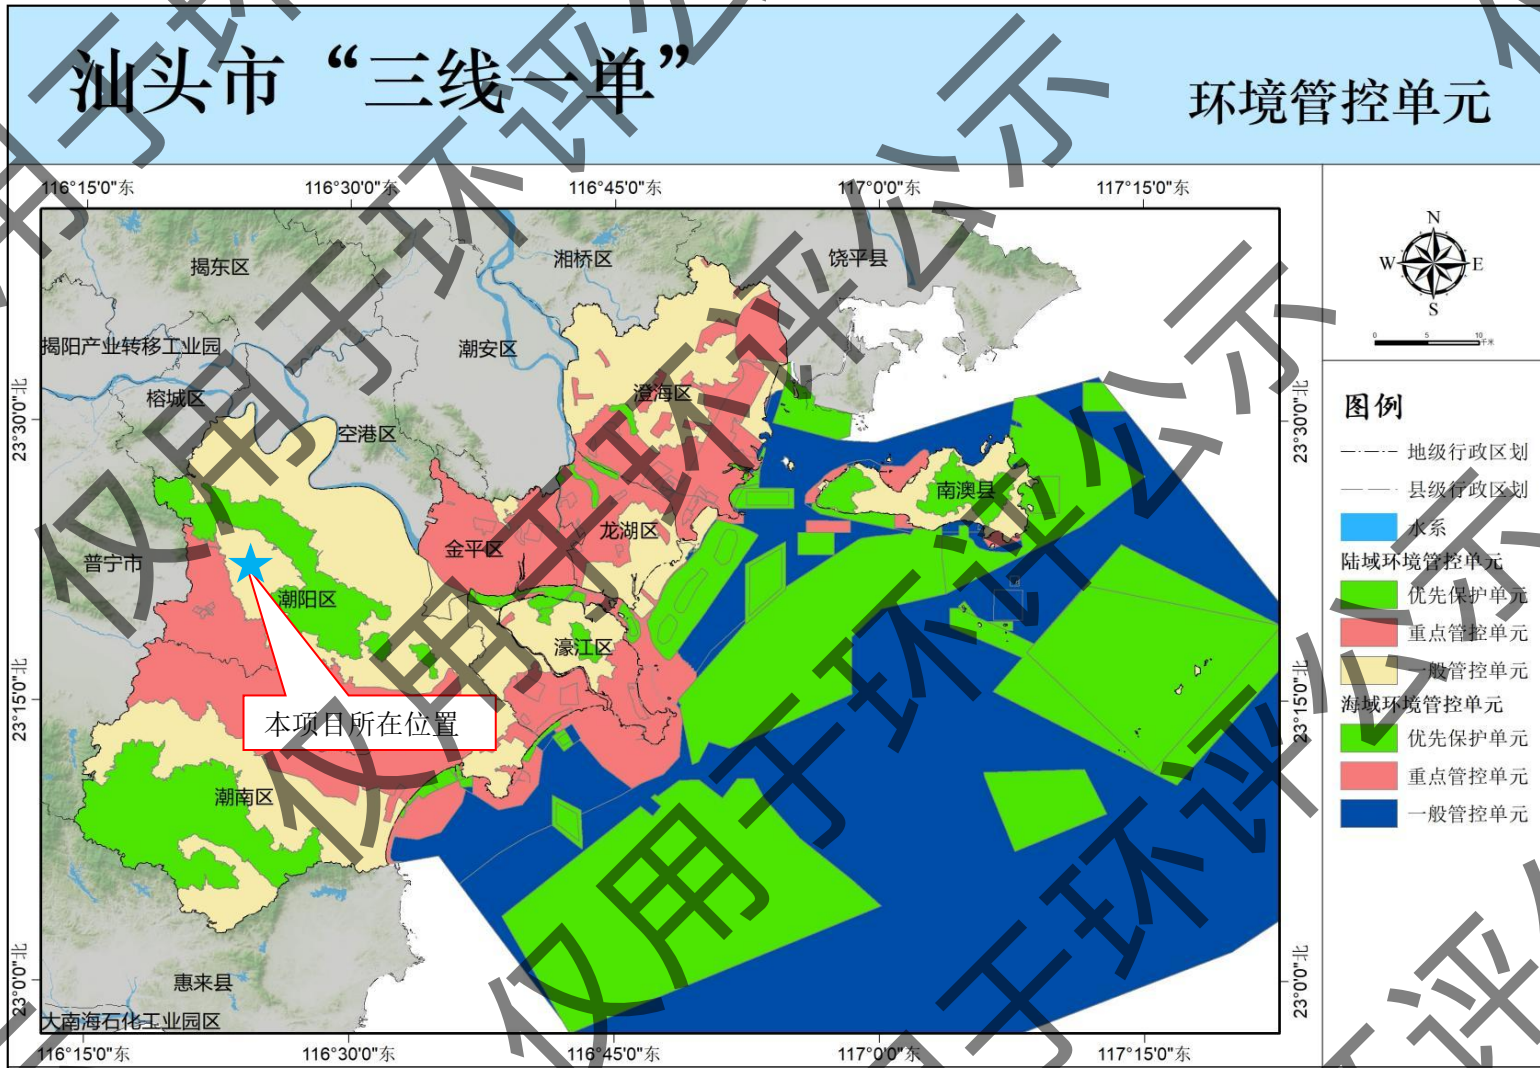 汕头市“三线一单”
环境管控单元
116°15'0"东
116°30'0"东
116°45'0"东
117°0'0"东
117°15'0"东
揭东区
湘桥区
饶平县
揭阳产业转移工业园
潮安区
榕城区
澄海区
空港区
23°30'0"北
23°30'0"北
南澳县
普宁市
金平区
龙湖区
潮阳区
濠江区
23°15'0"北
23°15'0"北
本项目所在位置
潮南区
惠来县
23°0'0"北
23°0'0"北
大南海石化工业园区
116°15'0"东
116°30'0"东
116°45'0"东
117°0'0"东
117°15'0"东
N
W
E
S
0 5 10
千米
图例
地级行政区划
县级行政区划
水系
陆域环境管控单元
优先保护单元
重点管控单元
一般管控单元
海域环境管控单元
优先保护单元
重点管控单元
一般管控单元
仅用于环评公示
仅用于环评公示
仅用于环评公示
仅用于环评公示